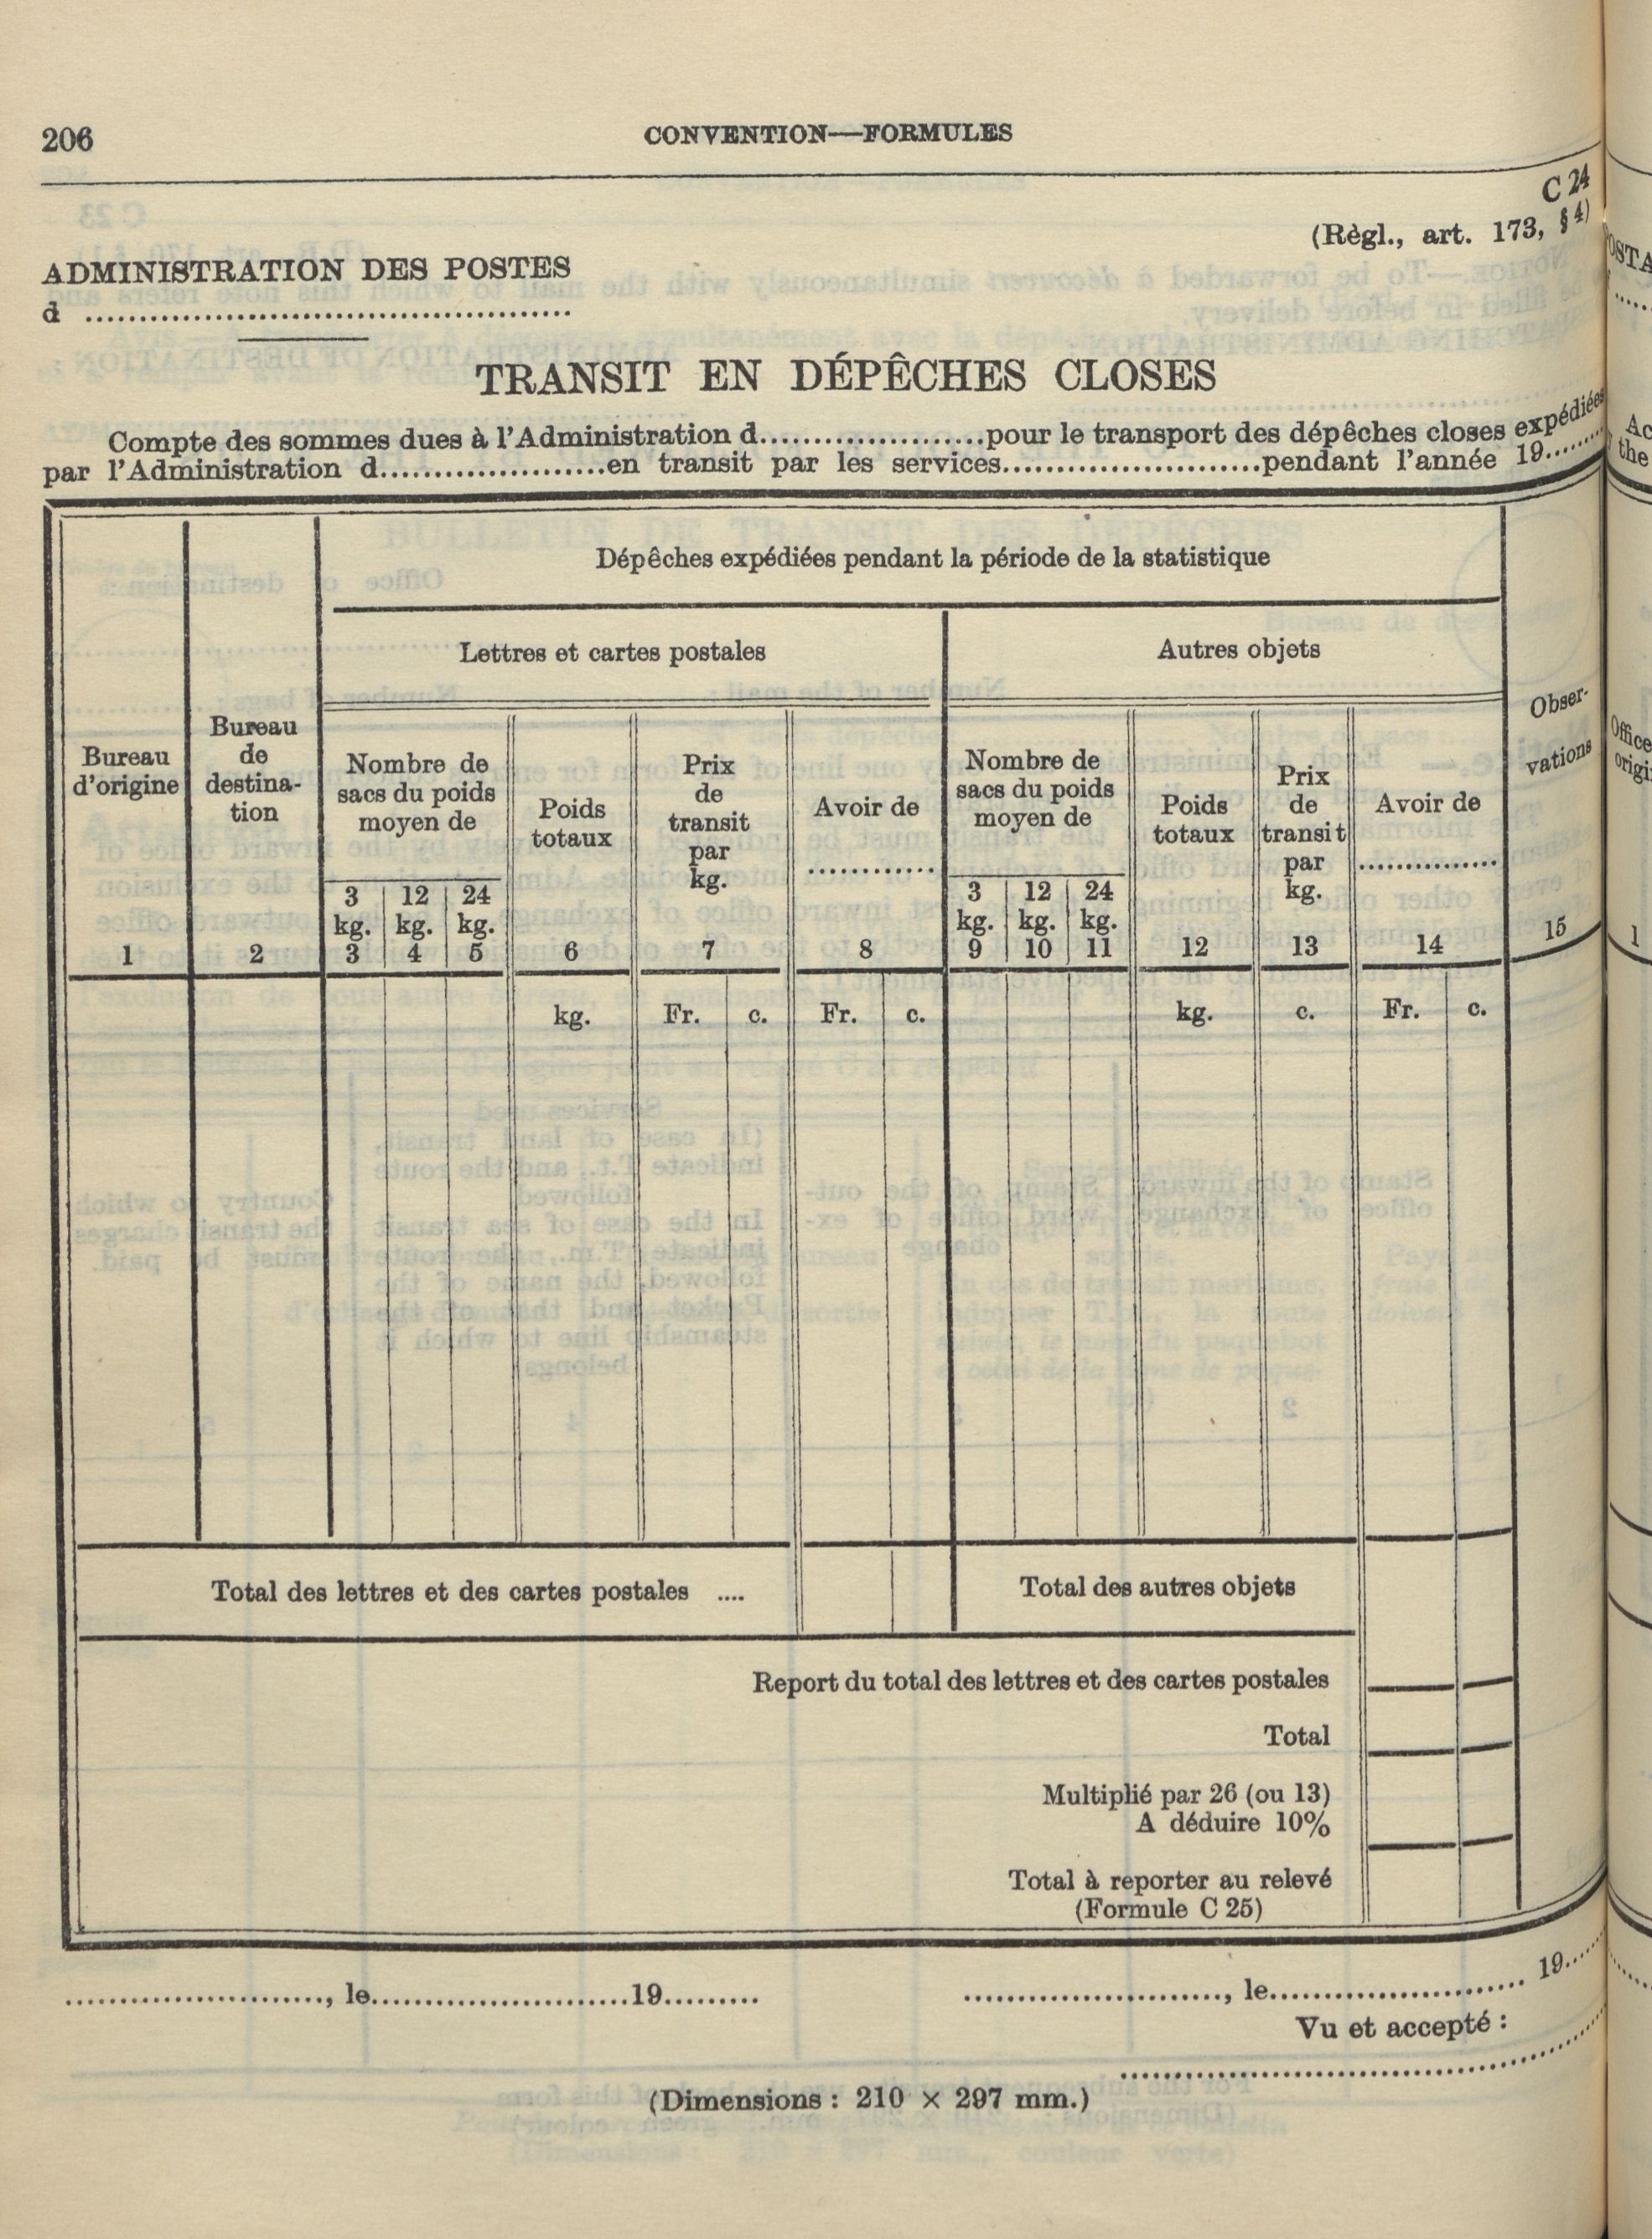 206
CONVENTION—FORMULES
C 24
(Règl., art. 173, § 4)
ADMINISTRATION DES POSTES
d ..............................................
TRANSIT EN DÉPÊCHES CLOSES
Compte des sommes dues à l'Administration d.....................pour le transport des dépêches closes expédiées
par l'Administration d.....................en transit par les services........................pendant l'année 19.........
Dépêches expédiées pendant la période de la statistique
Lettres et cartes postales
Autres objets
Bureau
d'origine
1
Bureau
de
destina-
tion
2
Nombre de
sacs du poids
moyen de
3 12 24
kg. kg. kg.
3 4 5
Poids
totaux
6
Prix
de
transit
par
kg.
7
Avoir de
............
8
Nombre de
sacs du poids
moyen de
3 12 24
kg. kg. kg.
9 10 11
Poids
totaux
12
Prix
de
transit
par
kg.
13
Avoir de
.............
14
Obser-
vations
15
kg. Fr. c. Fr. c. kg. c. Fr. c.
Total des lettres et des cartes postales ....
Total des autres objets
Report du total des lettres et des cartes postales
Total
Multiplié par 26 (ou 13)
A déduire 10%
Total à reporter au relevé
(Formule C 25)
........................, le........................19.........
........................, le........................ 19......
Vu et accepté :
(Dimensions : 210 × 297 mm.)
Ac
the
Office
1